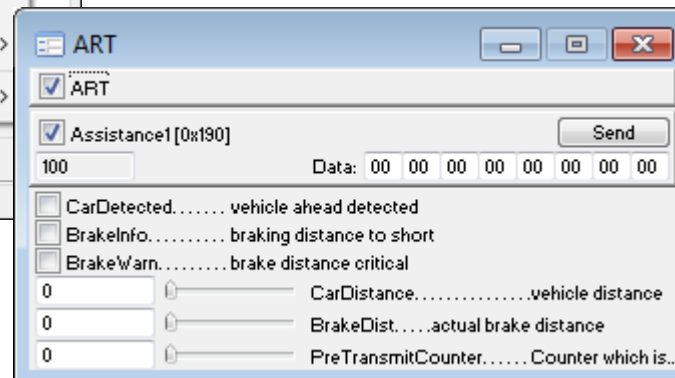 ART
ART
Assistance1 [0x190]
Send
100
Data: 00 00 00 00 00 00 00 00
CarDetected....... vehicle ahead detected
BrakeInfo.......... braking distance to short
BrakeWarn......... brake distance critical
0 CarDistance...............vehicle distance
0 BrakeDist.....actual brake distance
0 PreTransmitCounter......Counter which is..